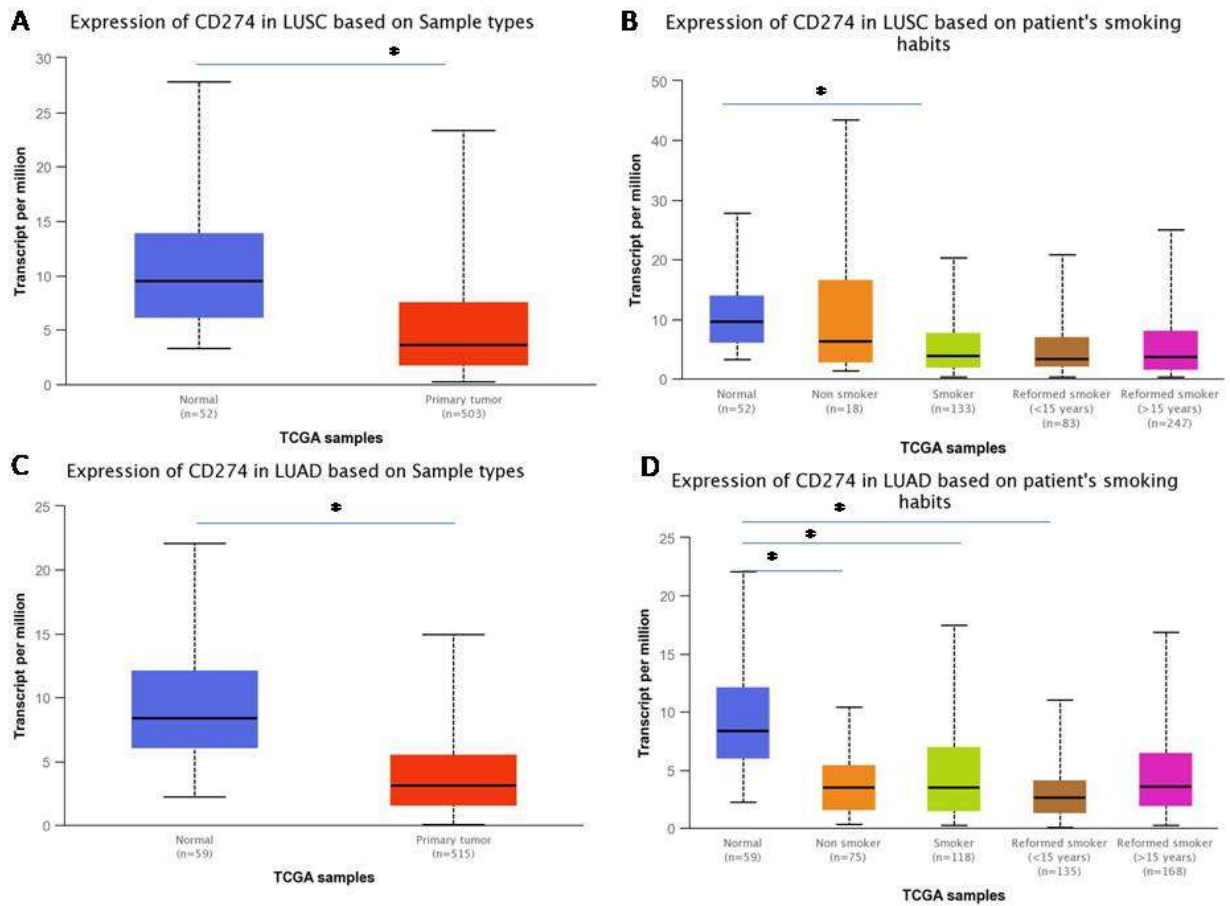 A
Expression of CD274 in LUSC based on Sample types
*
30
25
20
15
10
5
0
Transcript per million
Normal
(n=52)
Primary tumor
(n=503)
TCGA samples
B
Expression of CD274 in LUSC based on patient's smoking
habits
*
50
40
30
20
10
0
Transcript per million
Normal
(n=52)
Non smoker
(n=18)
Smoker
(n=133)
Reformed smoker
(<15 years)
(n=83)
Reformed smoker
(>15 years)
(n=247)
TCGA samples
C
Expression of CD274 in LUAD based on Sample types
*
25
20
15
10
5
0
Transcript per million
Normal
(n=59)
Primary tumor
(n=515)
TCGA samples
D
Expression of CD274 in LUAD based on patient's smoking
habits
*
*
*
25
20
15
10
5
0
Transcript per million
Normal
(n=59)
Non smoker
(n=75)
Smoker
(n=118)
Reformed smoker
(<15 years)
(n=135)
Reformed smoker
(>15 years)
(n=168)
TCGA samples